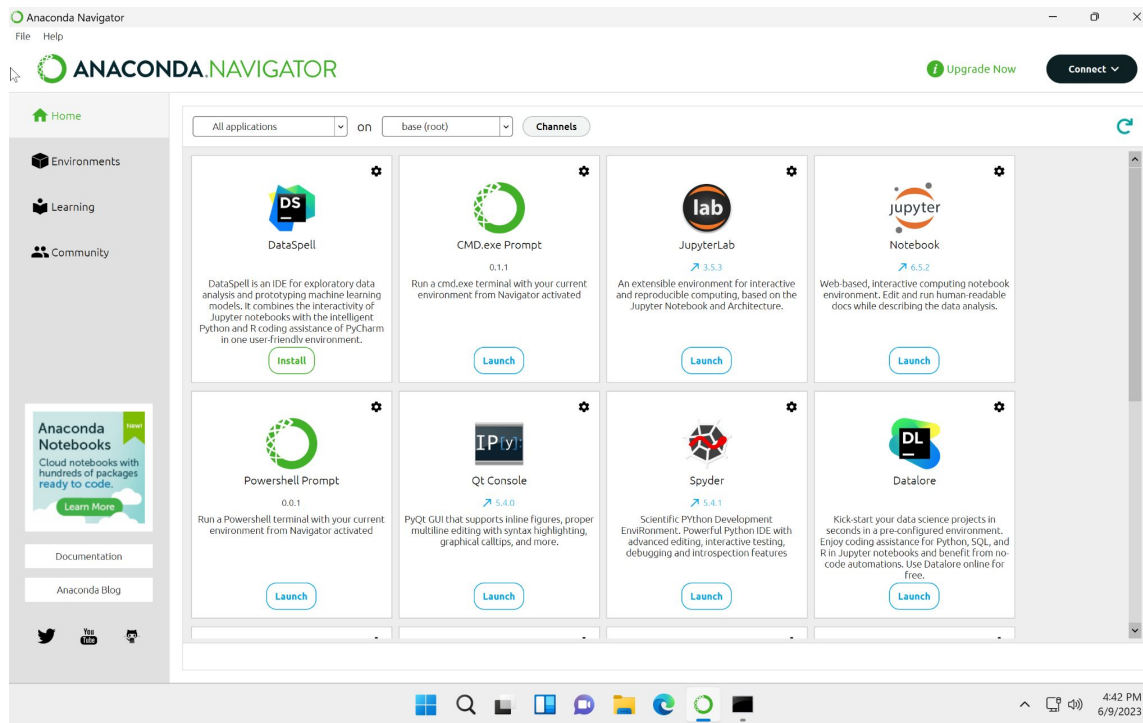 Anaconda Navigator
File Help
ANACONDA.NAVIGATOR
i Upgrade Now
Connect
Home
Environments
Learning
Community
All applications
on
base (root)
Channels
DS
DataSpell
DataSpell is an IDE for exploratory data
analysis and prototyping machine learning
models. It combines the interactivity of
Jupyter notebooks with the intelligent
Python and R coding assistance of PyCharm
in one user-friendly environment.
Install
CMD.exe Prompt
0.1.1
Run a cmd.exe terminal with your current
environment from Navigator activated
Launch
lab
JupyterLab
3.5.3
An extensible environment for interactive
and reproducible computing, based on the
Jupyter Notebook and Architecture.
Launch
jupyter
Notebook
6.5.2
Web-based, interactive computing notebook
environment. Edit and run human-readable
docs while describing the data analysis.
Launch
Powershell Prompt
0.0.1
Run a Powershell terminal with your current
environment from Navigator activated
Launch
IP[y]:
Qt Console
5.4.0
PyQt GUI that supports inline figures, proper
multiline editing with syntax highlighting,
graphical calltips, and more.
Launch
Spyder
5.4.1
Scientific PYthon Development
EnviRonment. Powerful Python IDE with
advanced editing, interactive testing,
debugging and introspection features
Launch
DL
Datalore
Kick-start your data science projects in
seconds in a pre-configured environment.
Enjoy coding assistance for Python, SQL, and
R in Jupyter notebooks and benefit from no-
code automations. Use Datalore online for
free.
Launch
Anaconda
Notebooks
New!
Cloud notebooks with
hundreds of packages
ready to code.
Learn More
Documentation
Anaconda Blog
You
Tube
4:42 PM
6/9/2023